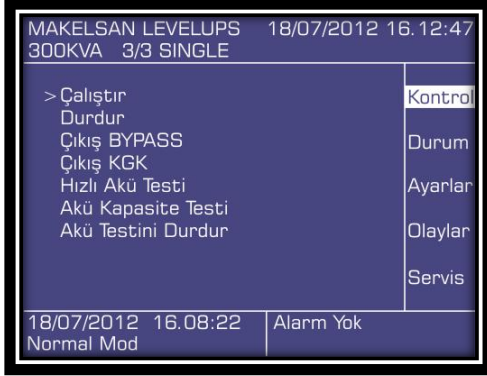 MAKELSAN LEVELUPS 18/07/2012 16.12:47
300KVA 3/3 SINGLE
>Çalıştır
Durdur
Çıkış BYPASS
Çıkış KGK
Hızlı Akü Testi
Akü Kapasite Testi
Akü Testini Durdur
Kontrol
Durum
Ayarlar
Olaylar
Servis
18/07/2012 16.08:22
Normal Mod
Alarm Yok